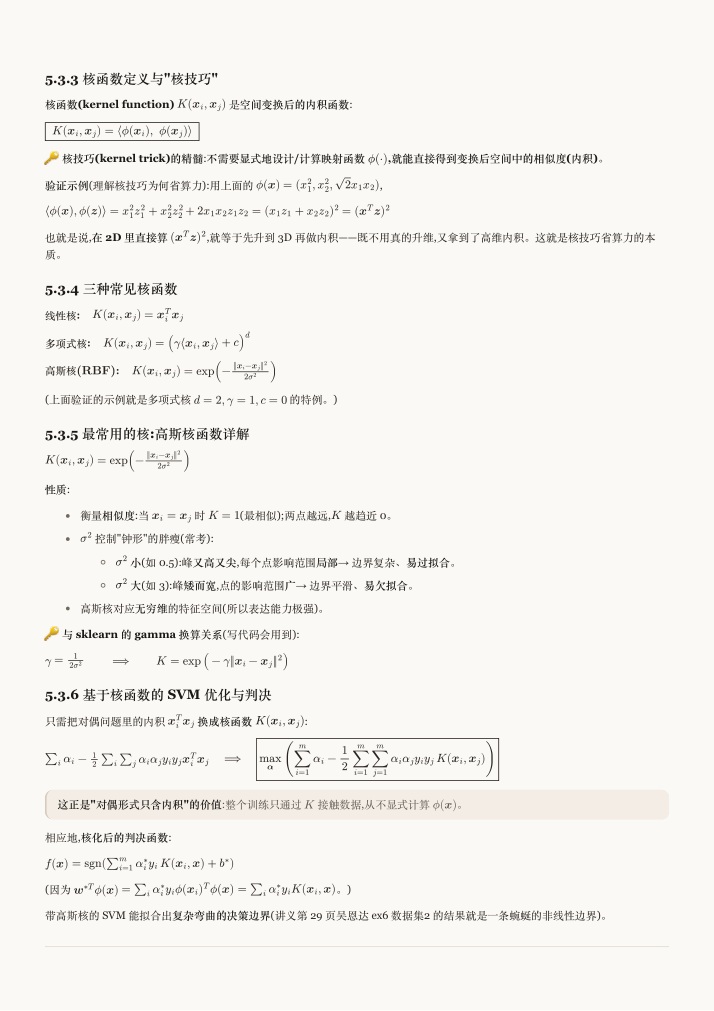 5.3.3 核函数定义与"核技巧"
核函数(kernel function) K(xᵢ, xⱼ) 是空间变换后的内积函数:
K(xᵢ, xⱼ) = ⟨ϕ(xᵢ), ϕ(xⱼ)⟩
🔑 核技巧(kernel trick)的精髓:不需要显式地设计/计算映射函数 ϕ(·),就能直接得到变换后空间中的相似度(内积)。
验证示例(理解核技巧为何省算力):用上面的 ϕ(x) = (x₁², x₂², √2x₁x₂),
⟨ϕ(x), ϕ(z)⟩ = x₁²z₁² + x₂²z₂² + 2x₁x₂z₁z₂ = (x₁z₁ + x₂z₂)² = (xᵀz)²
也就是说,在 2D 里直接算 (xᵀz)²,就等于先升到 3D 再做内积——既不用真的升维,又拿到了高维内积。这就是核技巧省算力的本
质。
5.3.4 三种常见核函数
线性核: K(xᵢ, xⱼ) = xᵢᵀxⱼ
多项式核: K(xᵢ, xⱼ) = (γ⟨xᵢ, xⱼ⟩ + c)ᵈ
高斯核(RBF): K(xᵢ, xⱼ) = exp(−‖xᵢ−xⱼ‖²/2σ²)
(上面验证的示例就是多项式核 d = 2, γ = 1, c = 0 的特例。)
5.3.5 最常用的核:高斯核函数详解
K(xᵢ, xⱼ) = exp(−‖xᵢ−xⱼ‖²/2σ²)
性质:
• 衡量相似度:当 xᵢ = xⱼ 时 K = 1(最相似);两点越远,K 越趋近 0。
• σ² 控制"钟形"的胖瘦(常考):
◦ σ² 小(如 0.5):峰又高又尖,每个点影响范围局部→ 边界复杂、易过拟合。
◦ σ² 大(如 3):峰矮而宽,点的影响范围广→ 边界平滑、易欠拟合。
• 高斯核对应无穷维的特征空间(所以表达能力极强)。
🔑 与 sklearn 的 gamma 换算关系(写代码会用到):
γ = 1/2σ² ⟹ K = exp(−γ‖xᵢ − xⱼ‖²)
5.3.6 基于核函数的 SVM 优化与判决
只需把对偶问题里的内积 xᵢᵀxⱼ 换成核函数 K(xᵢ, xⱼ):
∑ᵢ αᵢ − ½ ∑ᵢ ∑ⱼ αᵢαⱼyᵢyⱼxᵢᵀxⱼ ⟹ max_α (∑ᵢ₌₁ᵐ αᵢ − 1/2 ∑ᵢ₌₁ᵐ ∑ⱼ₌₁ᵐ αᵢαⱼyᵢyⱼ K(xᵢ, xⱼ))
这正是"对偶形式只含内积"的价值:整个训练只通过 K 接触数据,从不显式计算 ϕ(x)。
相应地,核化后的判决函数:
f(x) = sgn(∑ᵢ₌₁ᵐ αᵢ*yᵢ K(xᵢ, x) + b*)
(因为 w*ᵀϕ(x) = ∑ᵢ αᵢ*yᵢϕ(xᵢ)ᵀϕ(x) = ∑ᵢ αᵢ*yᵢK(xᵢ, x)。)
带高斯核的 SVM 能拟合出复杂弯曲的决策边界(讲义第 29 页吴恩达 ex6 数据集2 的结果就是一条蜿蜒的非线性边界)。